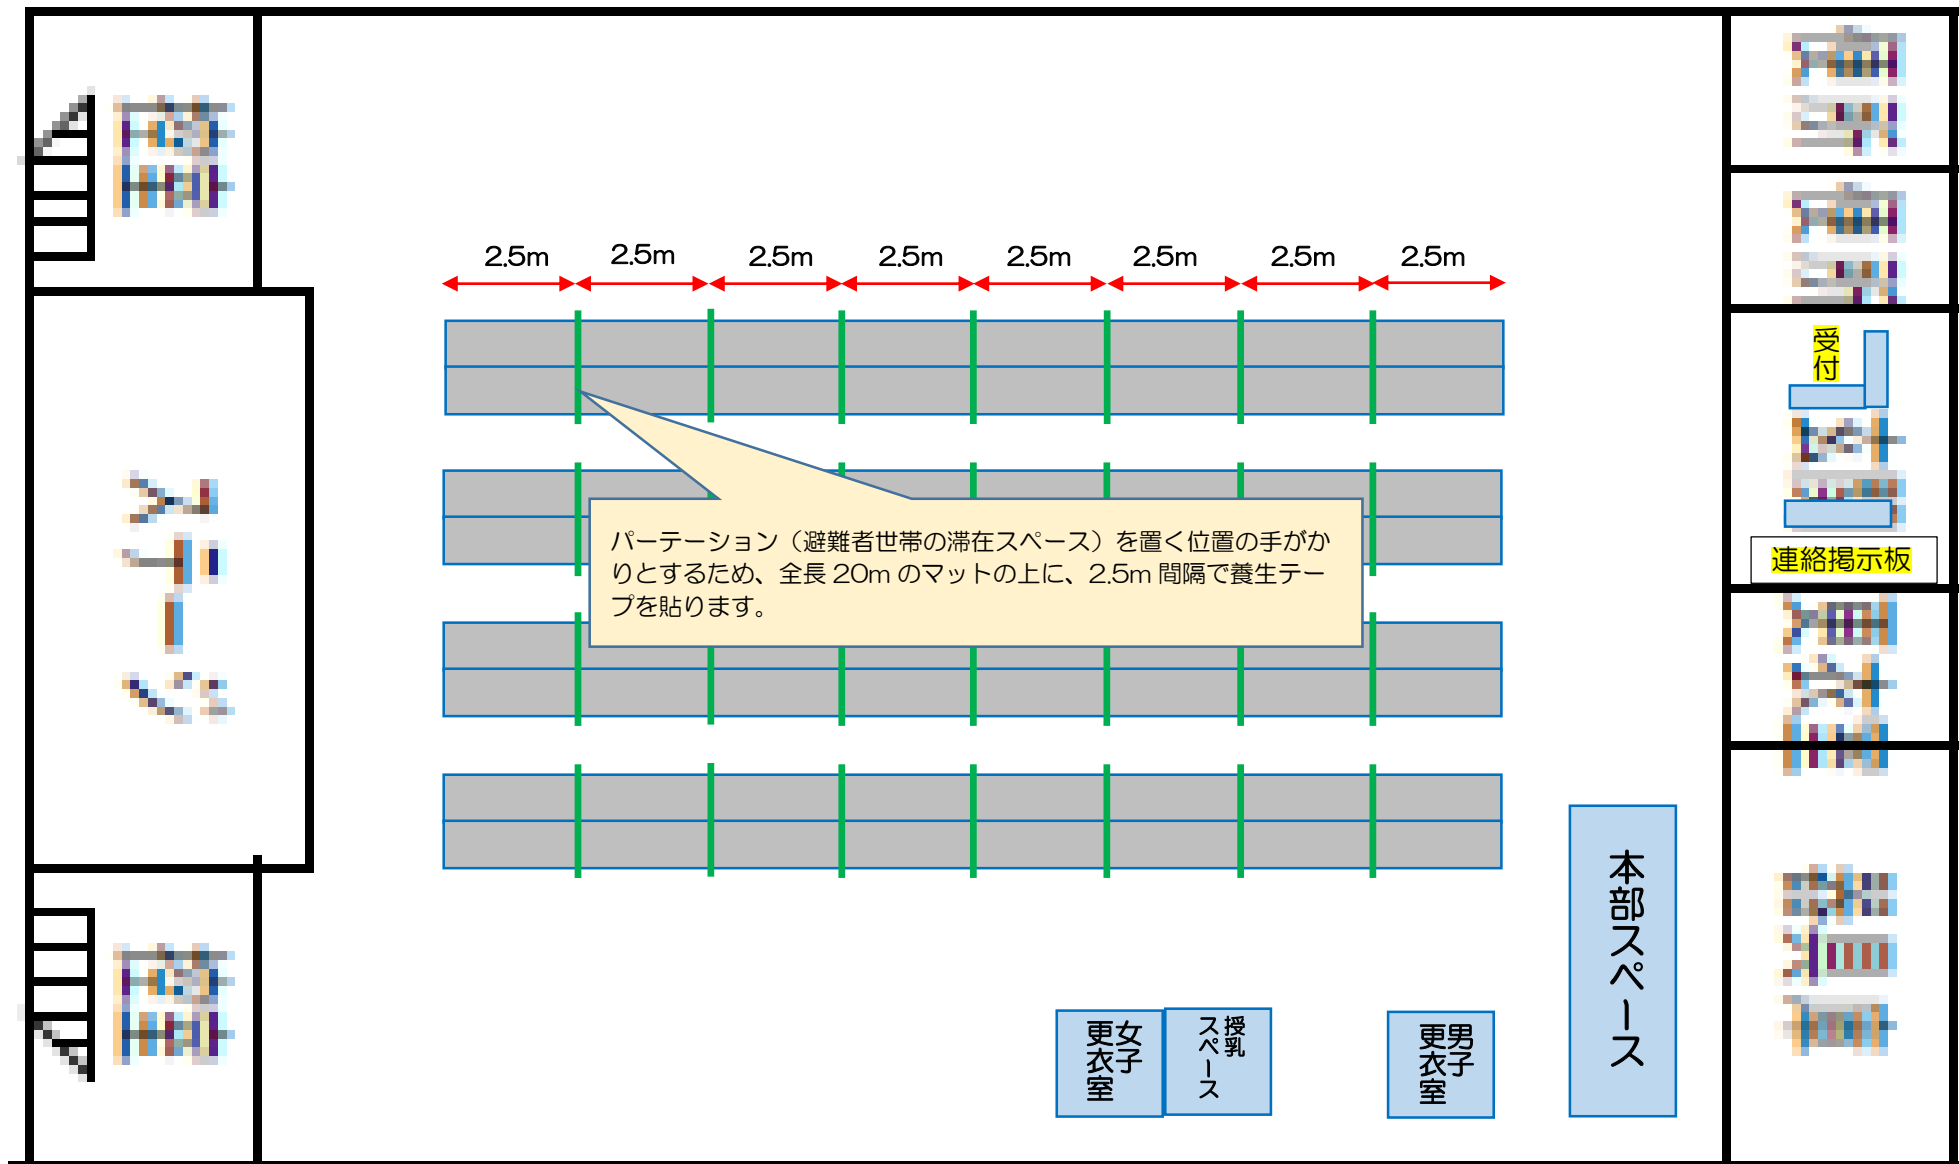 2.5m 2.5m 2.5m 2.5m 2.5m 2.5m 2.5m 2.5m
受付
パーテーション（避難者世帯の滞在スペース）を置く位置の手がか
りとするため、全長 20m のマットの上に、2.5m 間隔で養生テー
プを貼ります。
連絡掲示板
ステージ
本部スペース
女子
更衣室
授乳
スペース
男子
更衣室